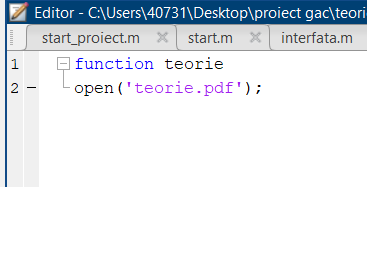 Editor - C:\Users\40731\Desktop\proiect gac\teori
start_proiect.m × start.m × interfata.m
1 function teorie
2 – open('teorie.pdf');